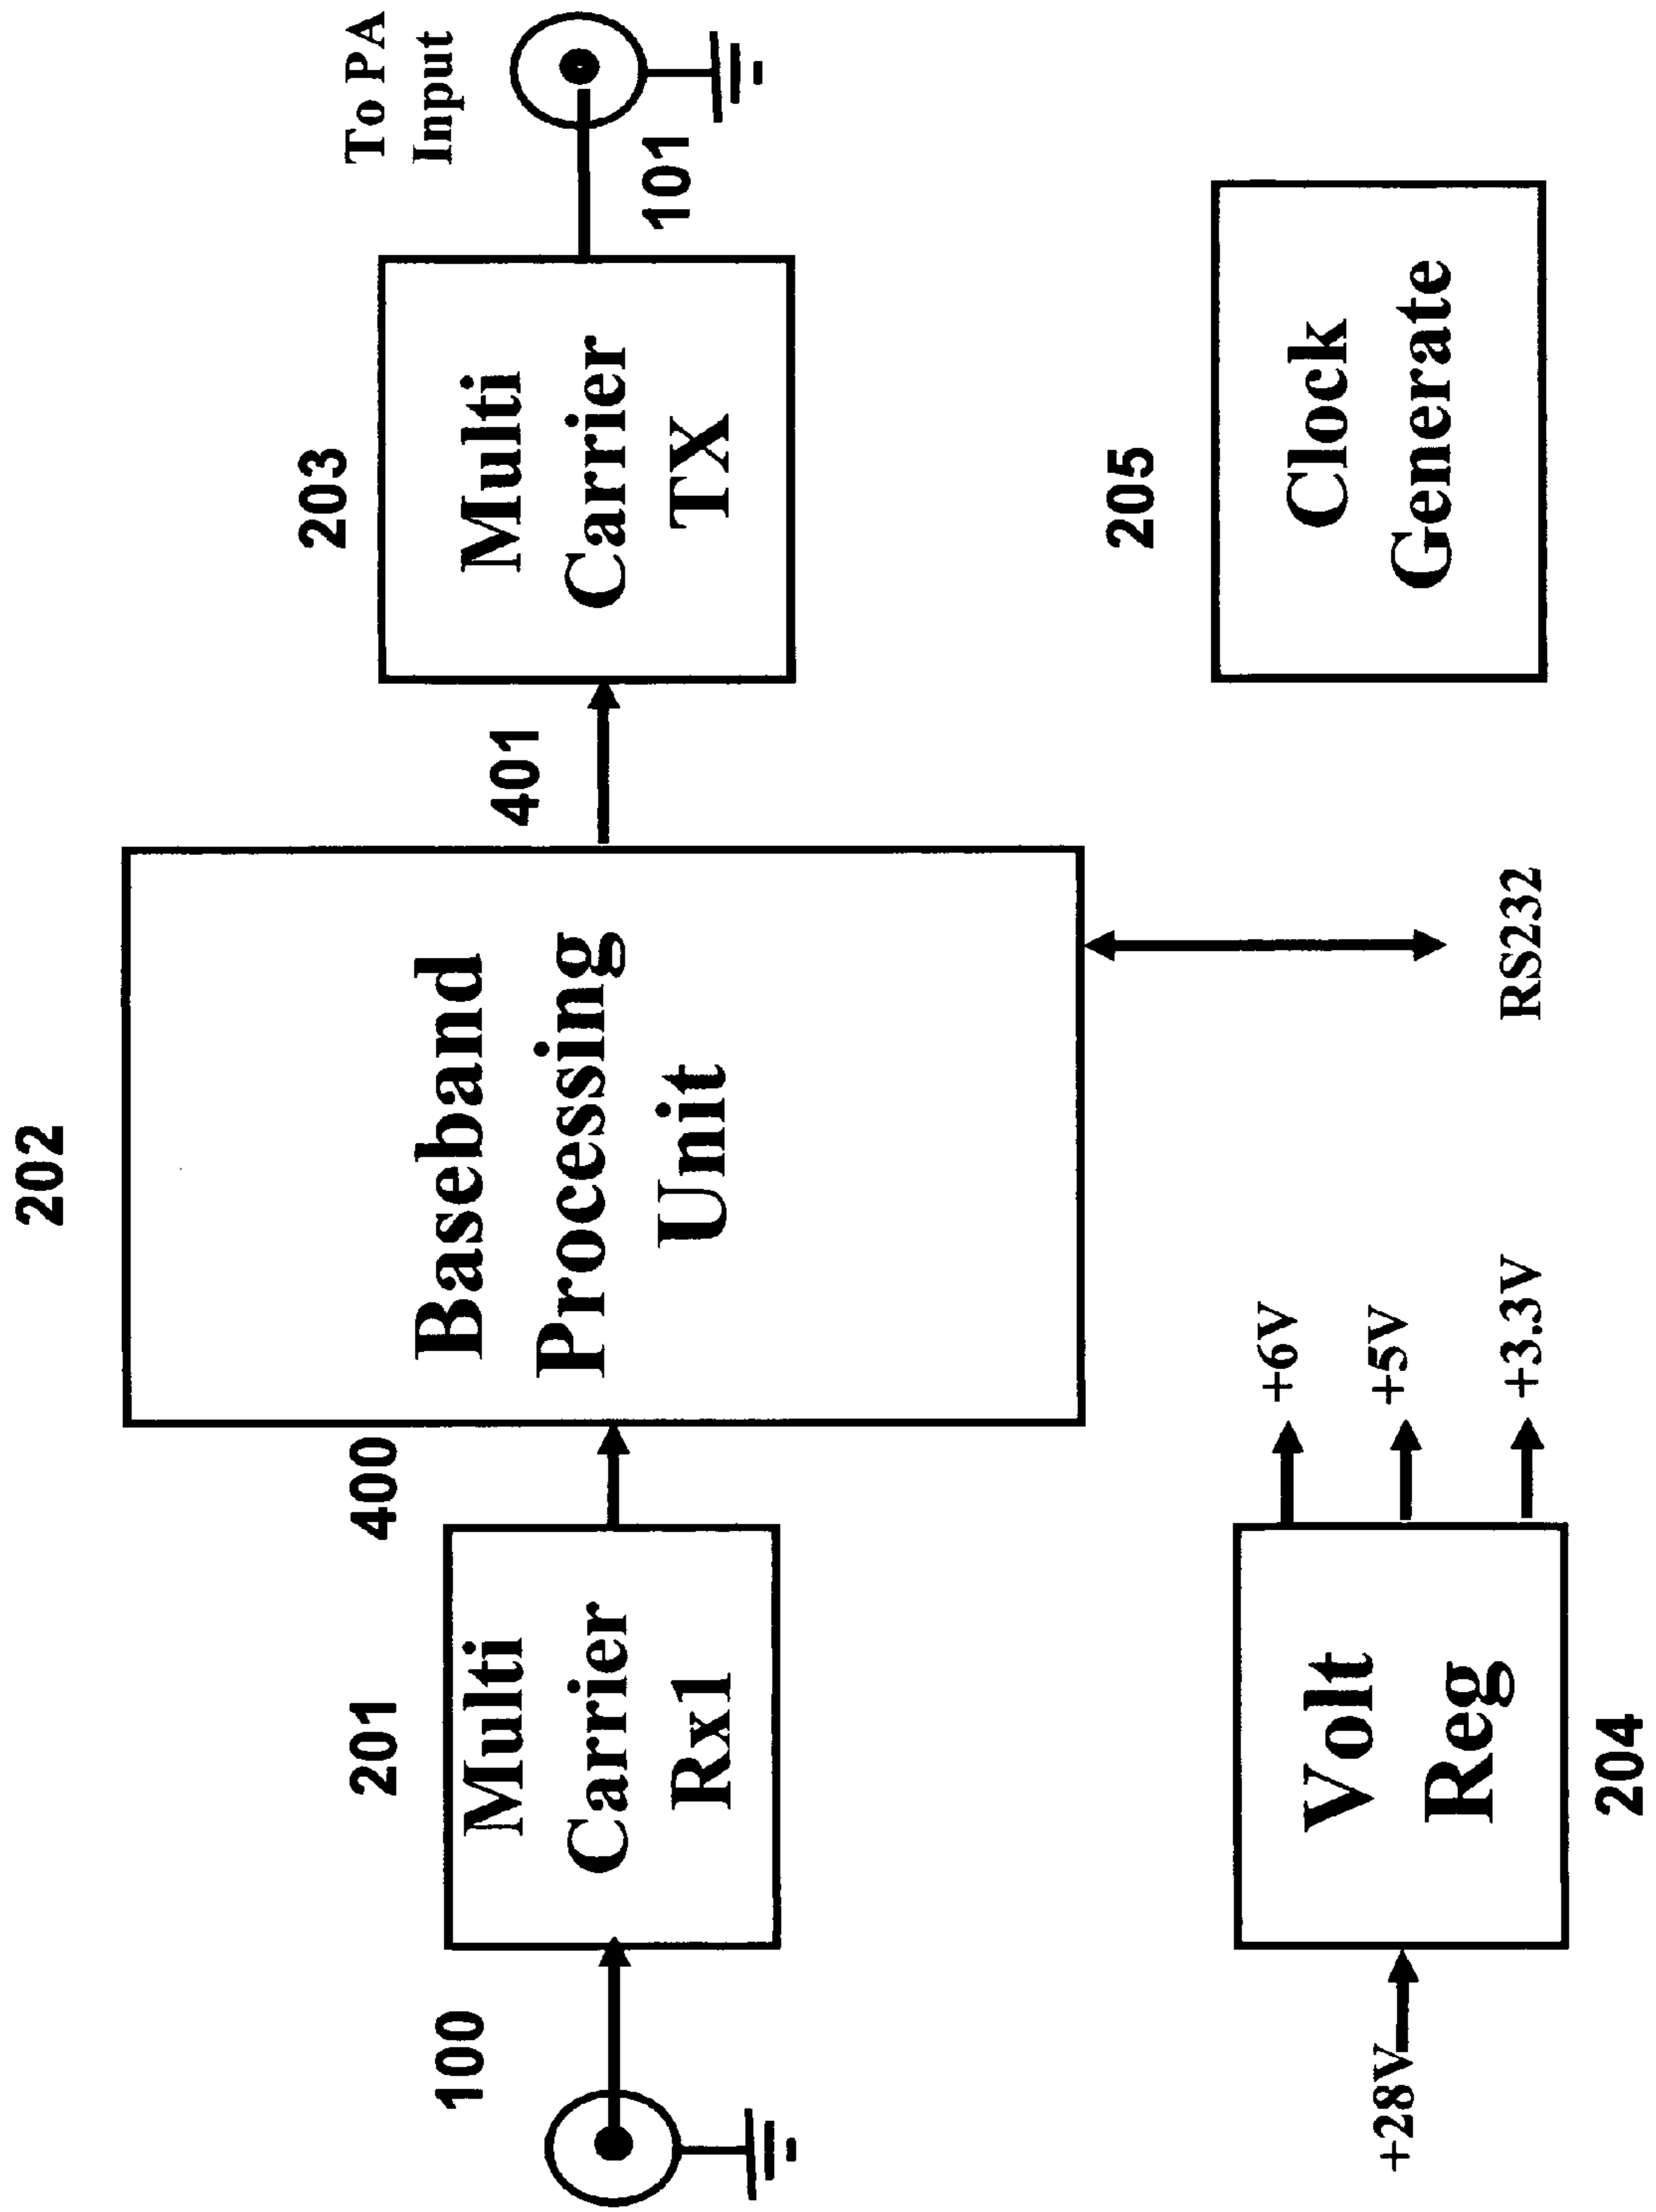 202
203
To PA
Input
201
400
401
100
101
Multi
Carrier
Rx1
Baseband
Processing
Unit
Multi
Carrier
TX
205
+28V
Volt
Reg
204
+6V
+5V
+3.3V
RS232
Clock
Generate